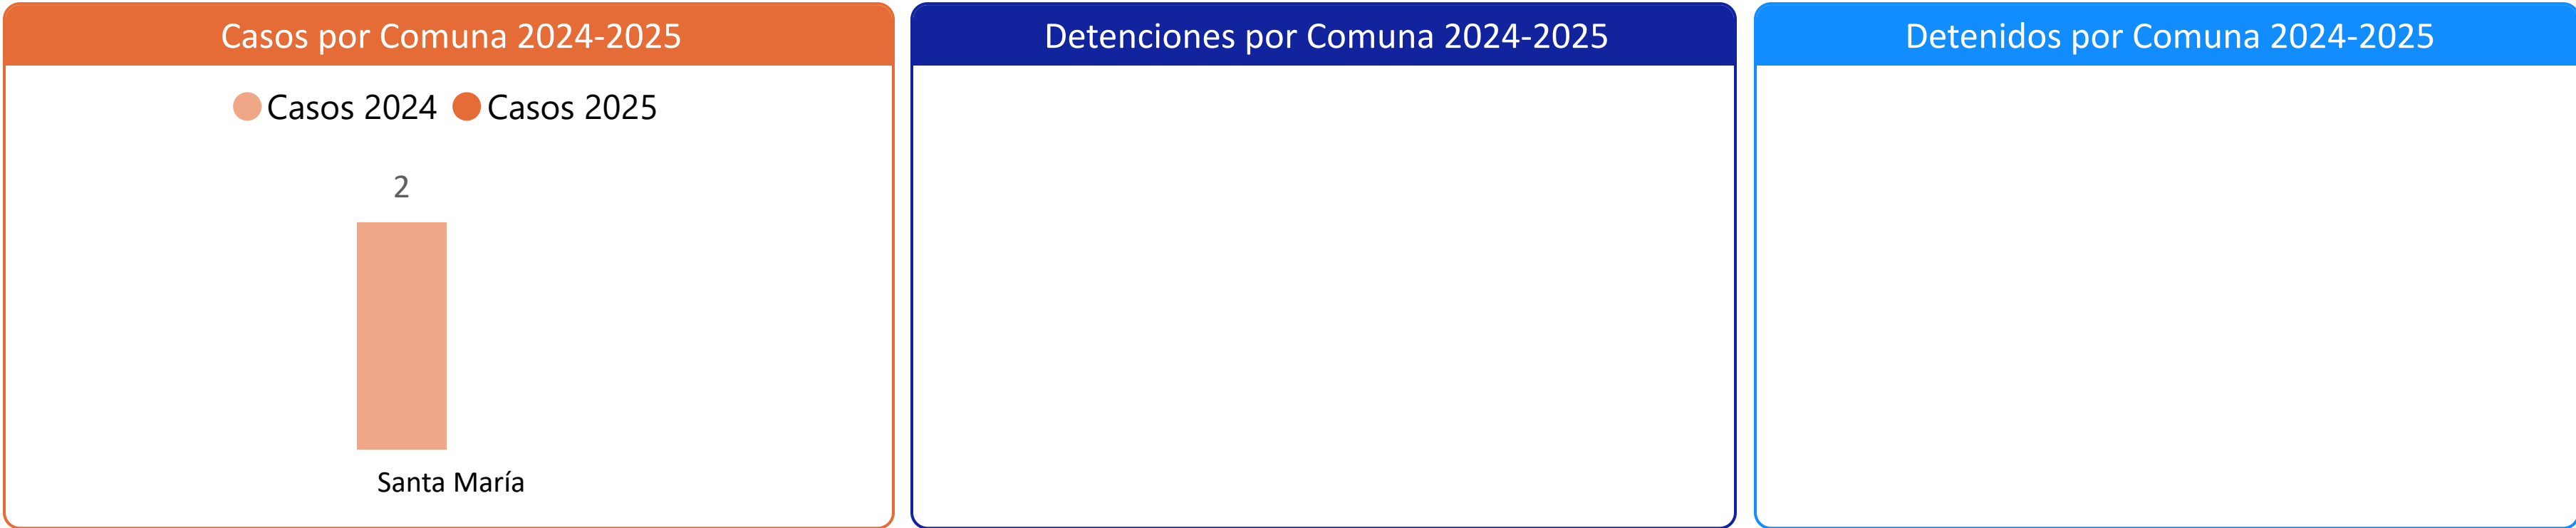 Casos por Comuna 2024-2025
Casos 2024 Casos 2025
2
Santa María
Detenciones por Comuna 2024-2025
Detenidos por Comuna 2024-2025